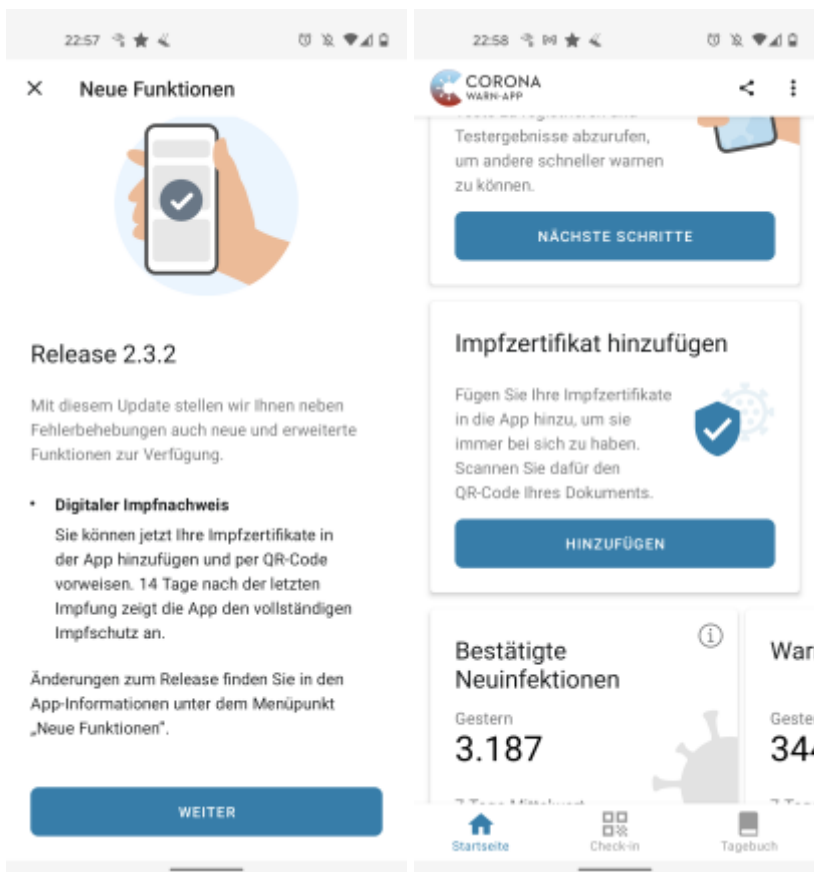 22:57
Neue Funktionen
Release 2.3.2
Mit diesem Update stellen wir Ihnen neben
Fehlerbehebungen auch neue und erweiterte
Funktionen zur Verfügung.
• Digitaler Impfnachweis
Sie können jetzt Ihre Impfzertifikate in
der App hinzufügen und per QR-Code
vorweisen. 14 Tage nach der letzten
Impfung zeigt die App den vollständigen
Impfschutz an.
Änderungen zum Release finden Sie in den
App-Informationen unter dem Menüpunkt
„Neue Funktionen".
WEITER
22:58
CORONA
WARN-APP
Testergebnisse abzurufen,
um andere schneller warnen
zu können.
NÄCHSTE SCHRITTE
Impfzertifikat hinzufügen
Fügen Sie Ihre Impfzertifikate
in die App hinzu, um sie
immer bei sich zu haben.
Scannen Sie dafür den
QR-Code Ihres Dokuments.
HINZUFÜGEN
Bestätigte
Neuinfektionen
Gestern
3.187
War
Geste
344
Startseite
Check-in
Tagebuch